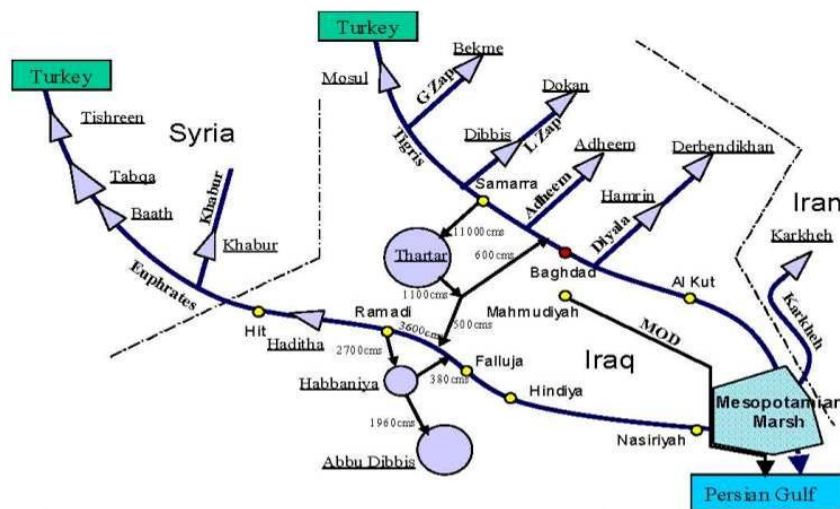 Turkey
Turkey
Bekme
Mosul
G Zap
Dokan
Tishreen
Syria
Dibbis
L Zap
Adheem
Derbendikhan
Tigris
Tabqa
Khabur
Samarra
Adheem
Hamrin
Iran
Baath
11000cms
Diyala
Karkheh
Khabur
Thartar
600cms
Baghdad
Al Kut
Euphrates
1100cms
Mahmudiyah
Karkheh
Ramadi
3600cms
500cms
MOD
Hit
Haditha
2700cms
Falluja
Iraq
Habbaniya
380cms
Hindiya
Mesopotamian
Marsh
1960cms
Nasiriyah
Abbu Dibbis
Persian Gulf